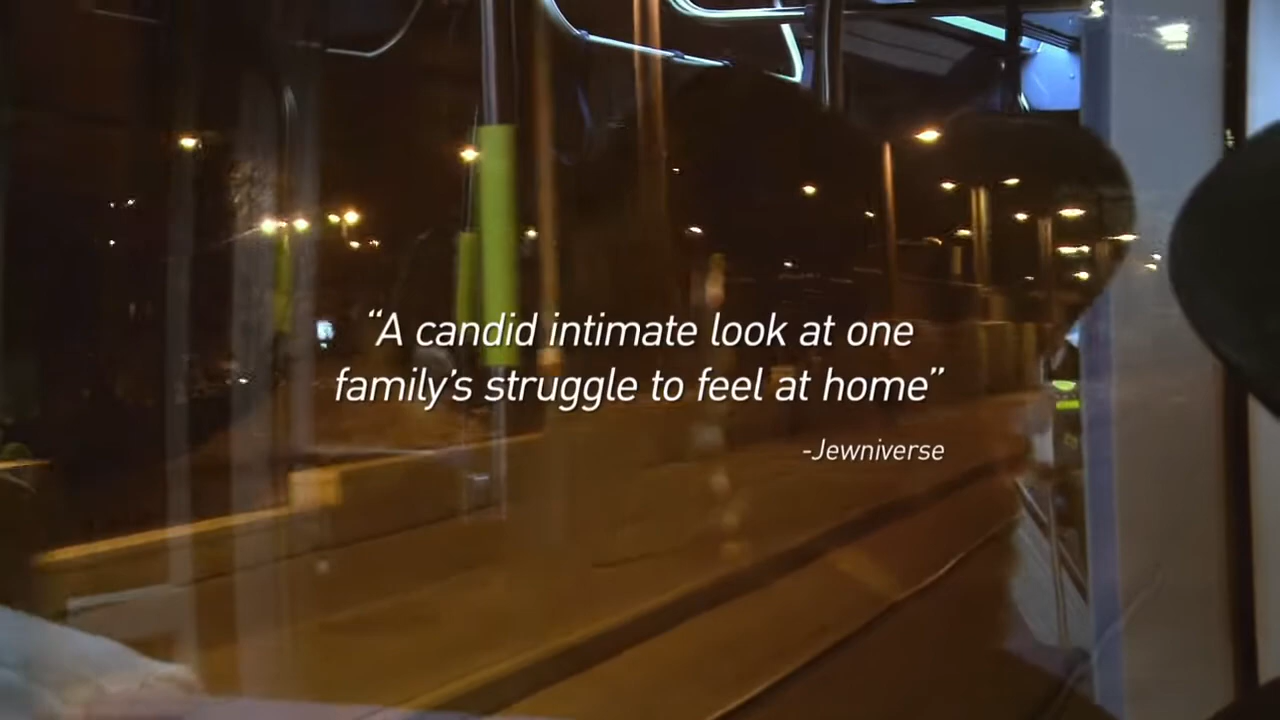 “A candid intimate look at one
family’s struggle to feel at home”
-Jewniverse